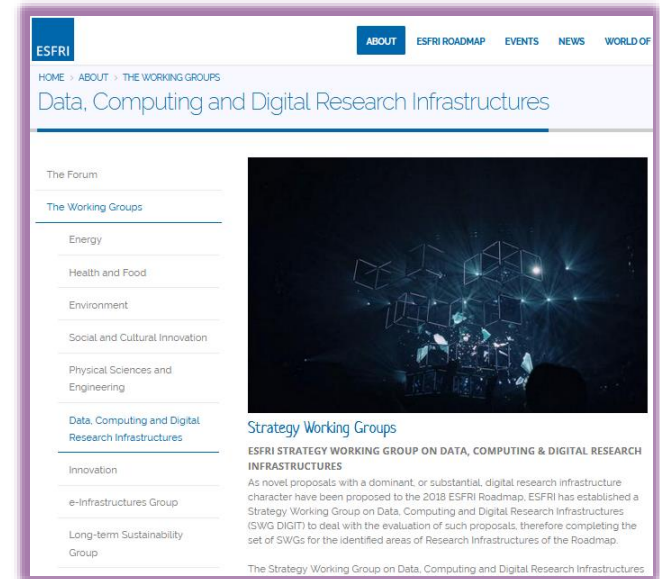 ESFRI
ABOUT ESFRI ROADMAP EVENTS NEWS WORLD OF
HOME > ABOUT > THE WORKING GROUPS
Data, Computing and Digital Research Infrastructures
The Forum
The Working Groups
Energy
Health and Food
Environment
Social and Cultural Innovation
Physical Sciences and
Engineering
Data, Computing and Digital
Research Infrastructures
Innovation
e-Infrastructures Group
Long-term Sustainability
Group
Strategy Working Groups
ESFRI STRATEGY WORKING GROUP ON DATA, COMPUTING & DIGITAL RESEARCH
INFRASTRUCTURES
As novel proposals with a dominant, or substantial, digital research infrastructure
character have been proposed to the 2018 ESFRI Roadmap, ESFRI has established a
Strategy Working Group on Data, Computing and Digital Research Infrastructures
(SWG DIGIT) to deal with the evaluation of such proposals, therefore completing the
set of SWGs for the identified areas of Research Infrastructures of the Roadmap.
The Strategy Working Group on Data, Computing and Digital Research Infrastructures